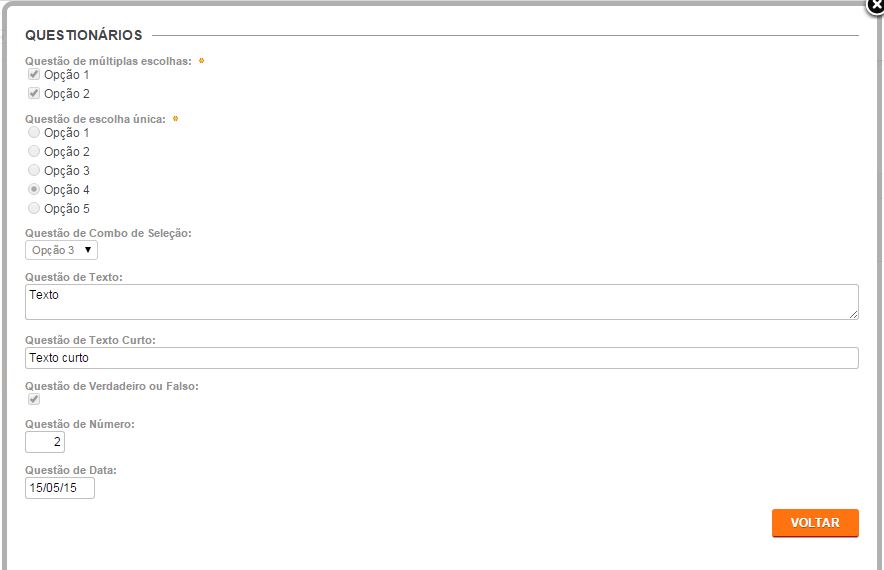 QUESTIONÁRIOS
Questão de múltiplas escolhas:
Opção 1
Opção 2
Questão de escolha única:
Opção 1
Opção 2
Opção 3
Opção 4
Opção 5
Questão de Combo de Seleção:
Opção 3
Questão de Texto:
Texto
Questão de Texto Curto:
Texto curto
Questão de Verdadeiro ou Falso:
Questão de Número:
2
Questão de Data:
15/05/15
VOLTAR